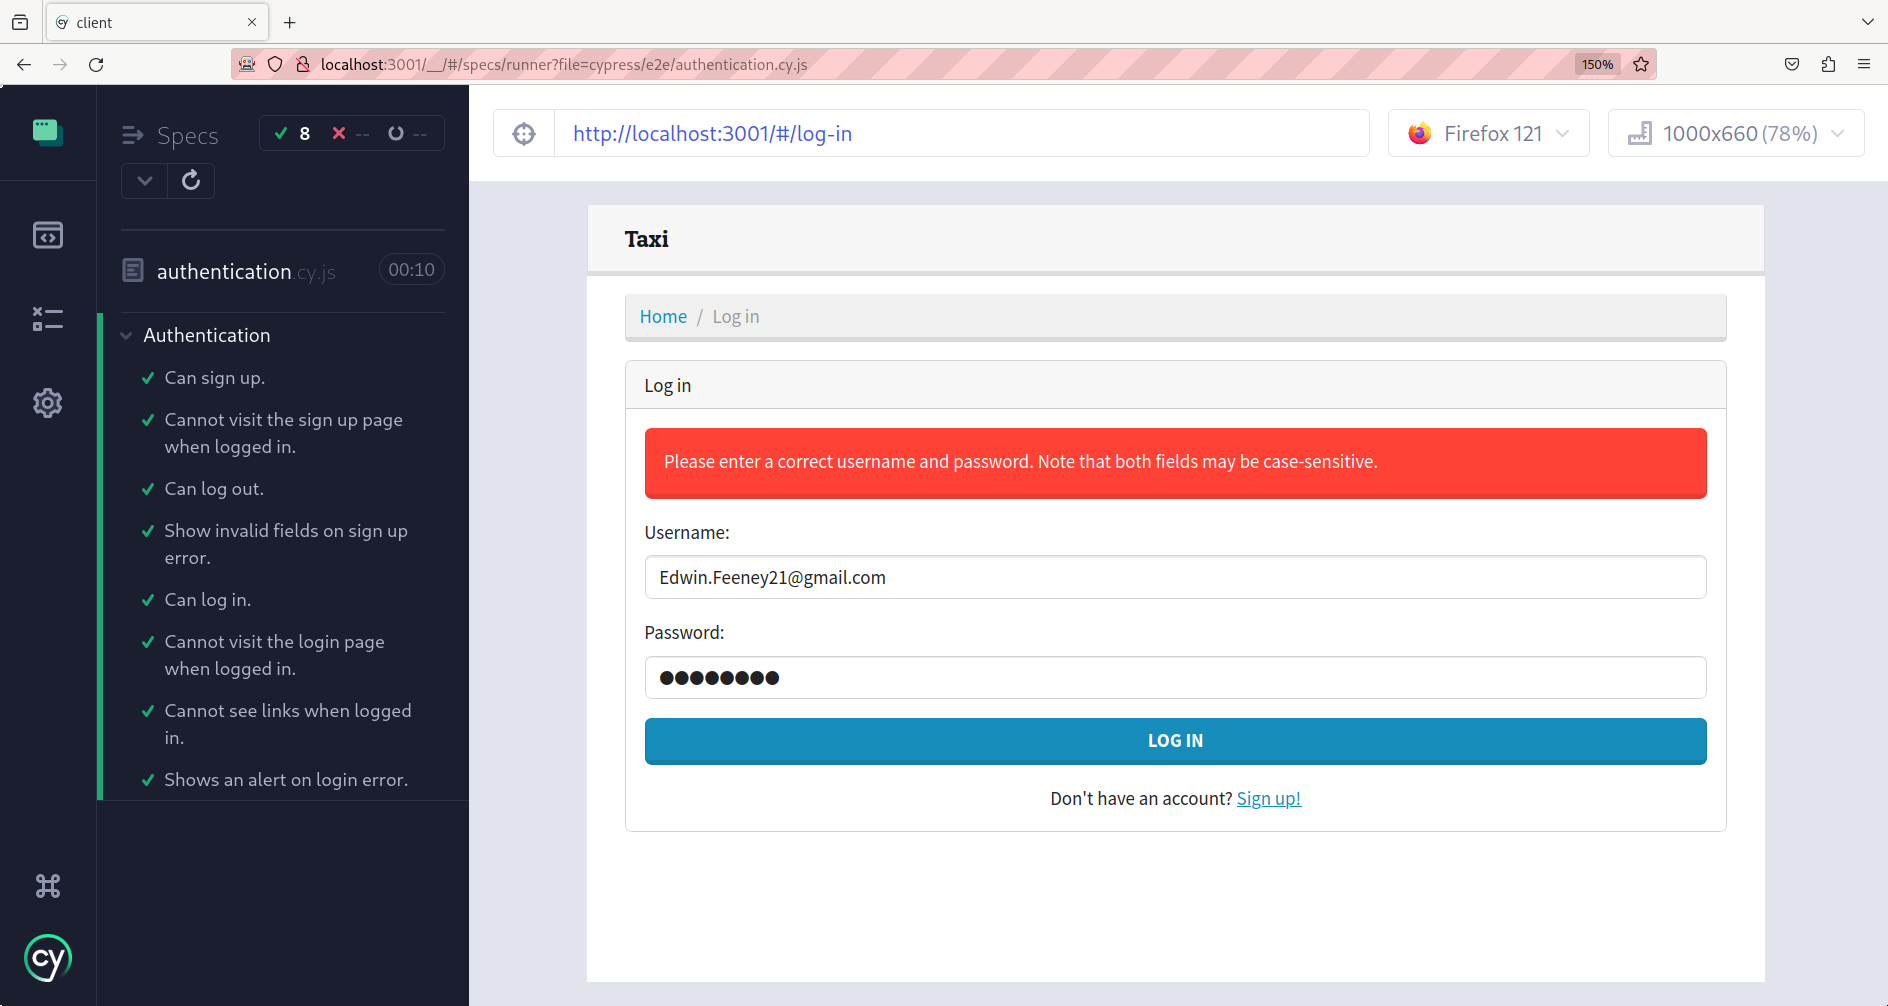 client
localhost:3001/__/#/specs/runner?file=cypress/e2e/authentication.cy.js
150%
Specs
8
--
--
http://localhost:3001/#/log-in
Firefox 121
1000x660 (78%)
authentication.cy.js
00:10
Authentication
Can sign up.
Cannot visit the sign up page
when logged in.
Can log out.
Show invalid fields on sign up
error.
Can log in.
Cannot visit the login page
when logged in.
Cannot see links when logged
in.
Shows an alert on login error.
cy
Taxi
Home / Log in
Log in
Please enter a correct username and password. Note that both fields may be case-sensitive.
Username:
Edwin.Feeney21@gmail.com
Password:
●●●●●●●●
LOG IN
Don't have an account? Sign up!